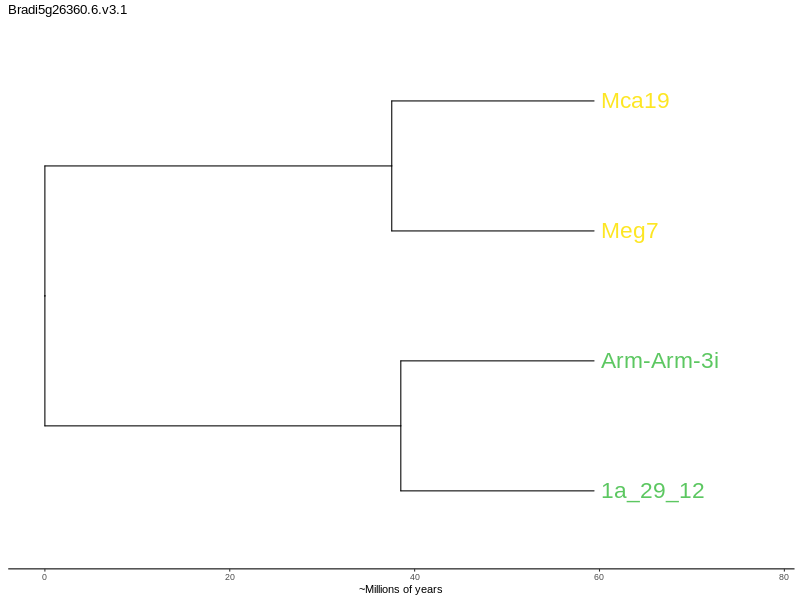 Bradi5g26360.6.v3.1
Mca19
Meg7
Arm-Arm-3i
1a_29_12
0 20 40 60 80
~Millions of years